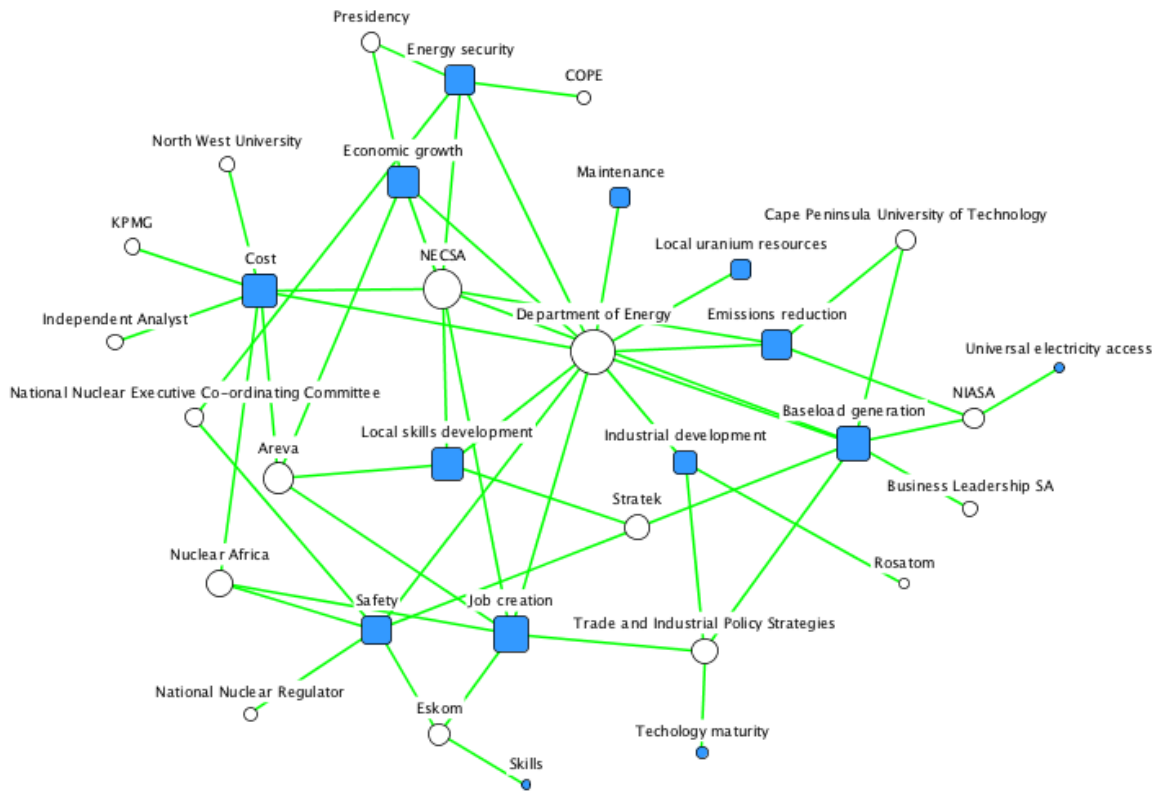 Presidency
Energy security
COPE
North West University
Economic growth
Maintenance
Cape Peninsula University of Technology
KPMG
Local uranium resources
Cost
NECSA
Independent Analyst
Department of Energy
Emissions reduction
Universal electricity access
National Nuclear Executive Co-ordinating Committee
NIASA
Baseload generation
Local skills development
Industrial development
Areva
Business Leadership SA
Stratek
Nuclear Africa
Rosatom
Safety
Job creation
Trade and Industrial Policy Strategies
National Nuclear Regulator
Eskom
Techology maturity
Skills